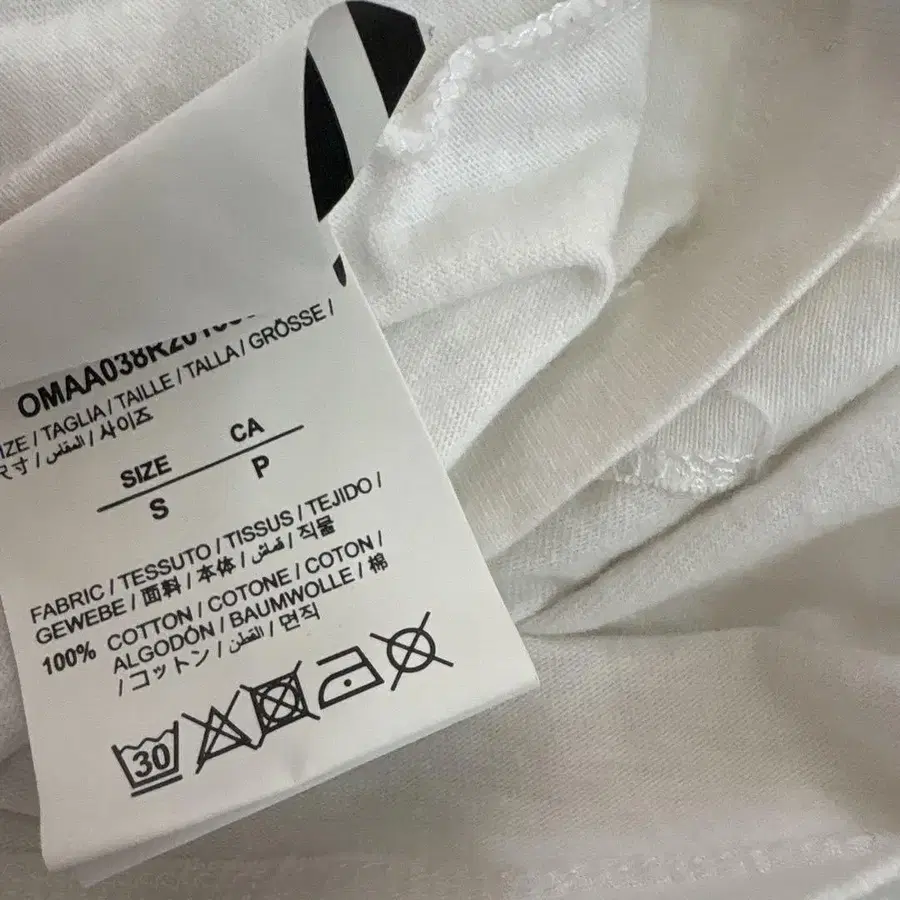 OMAA038R201
IZE / TAGLIA / TAILLE / TALLA / GRÖSSE /
尺寸 / المقاس / 사이즈
SIZE CA
S P
FABRIC / TESSUTO / TISSUS / TEJIDO /
GEWEBE / 面料 / 本体 / قماش / 직물
100% COTTON / COTONE / COTON /
ALGODÓN / BAUMWOLLE / 棉
/ コットン / القطن / 면직
30